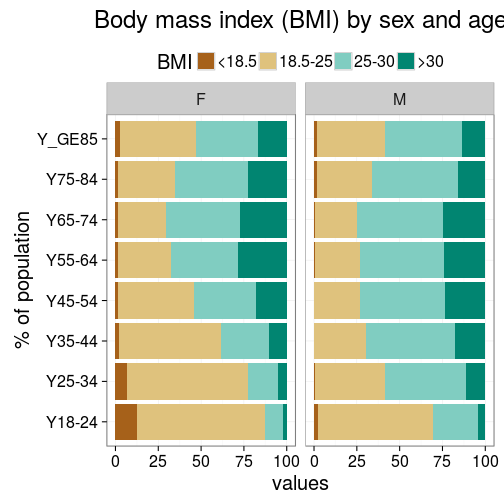 Body mass index (BMI) by sex and age
BMI <18.5 18.5-25 25-30 >30
F M
Y_GE85
Y75-84
Y65-74
Y55-64
Y45-54
Y35-44
Y25-34
Y18-24
% of population
0 25 50 75 100 0 25 50 75 100
values